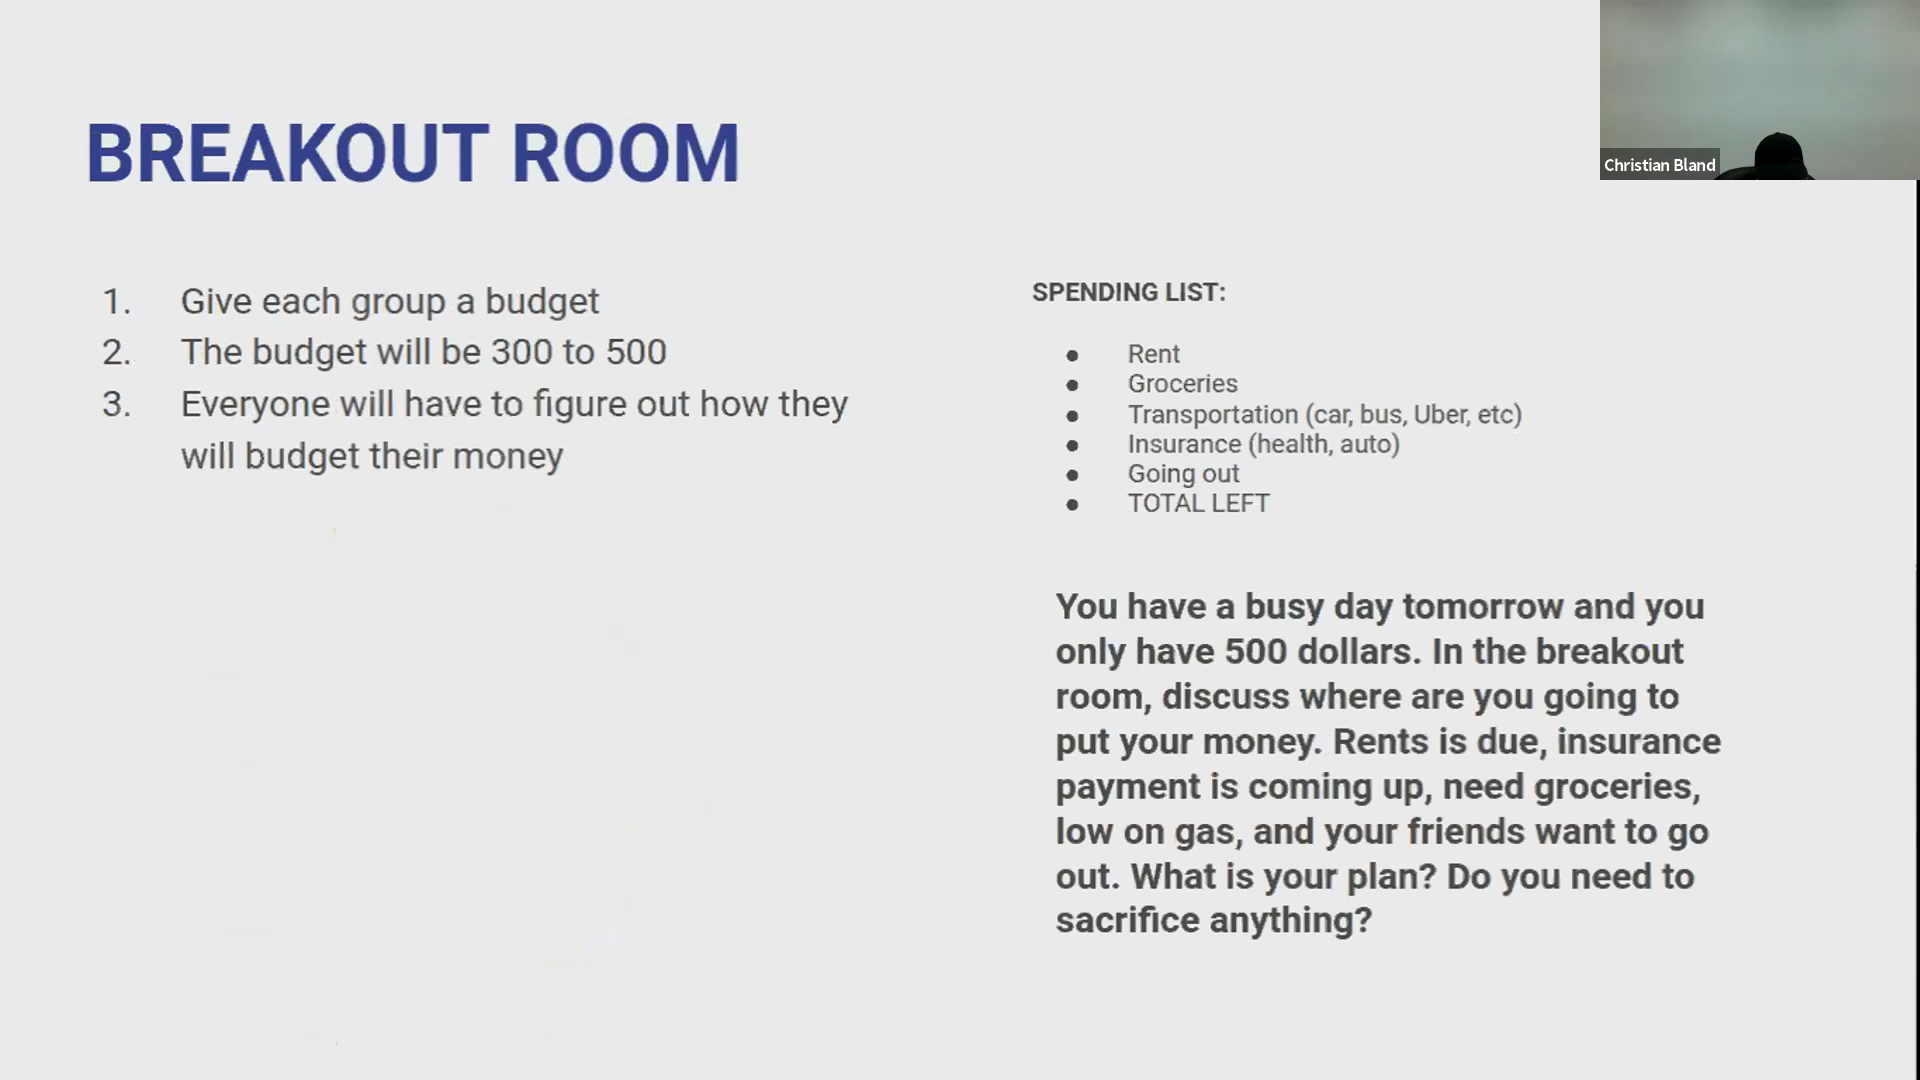 BREAKOUT ROOM
Christian Bland
1. Give each group a budget
2. The budget will be 300 to 500
3. Everyone will have to figure out how they
will budget their money
SPENDING LIST:
● Rent
● Groceries
● Transportation (car, bus, Uber, etc)
● Insurance (health, auto)
● Going out
● TOTAL LEFT
You have a busy day tomorrow and you
only have 500 dollars. In the breakout
room, discuss where are you going to
put your money. Rents is due, insurance
payment is coming up, need groceries,
low on gas, and your friends want to go
out. What is your plan? Do you need to
sacrifice anything?